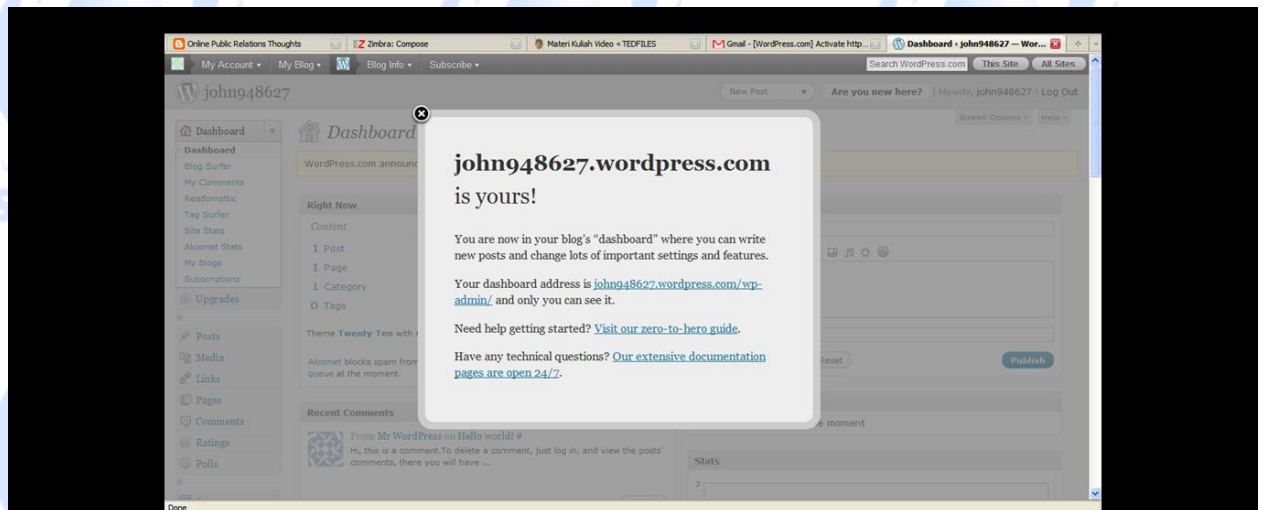 Online Public Relations Thoughts
Zimbra: Compose
Materi Kuliah Video « TEDFILES
Gmail - [WordPress.com] Activate http...
Dashboard ‹ john948627 — Wor...
My Account
My Blog
Blog Info
Subscribe
Search WordPress.com
This Site
All Sites
john948627
New Post
Are you new here? | Howdy, john948627 | Log Out
Screen Options
Help
Dashboard
Dashboard
Dashboard
Blog Surfer
My Comments
Readomattic
Tag Surfer
Site Stats
Akismet Stats
My Blogs
Subscriptions
Upgrades
Posts
Media
Links
Pages
Comments
Ratings
Polls
WordPress.com announc
Right Now
Content
1 Post
1 Page
1 Category
0 Tags
Theme Twenty Ten with
Akismet blocks spam from
queue at the moment.
Recent Comments
From Mr WordPress on Hello world! #
Hi, this is a comment.To delete a comment, just log in, and view the posts'
comments, there you will have ...
john948627.wordpress.com
is yours!
You are now in your blog's “dashboard” where you can write
new posts and change lots of important settings and features.
Your dashboard address is john948627.wordpress.com/wp-
admin/ and only you can see it.
Need help getting started? Visit our zero-to-hero guide.
Have any technical questions? Our extensive documentation
pages are open 24/7.
Reset
Publish
moment
Stats
3
Done